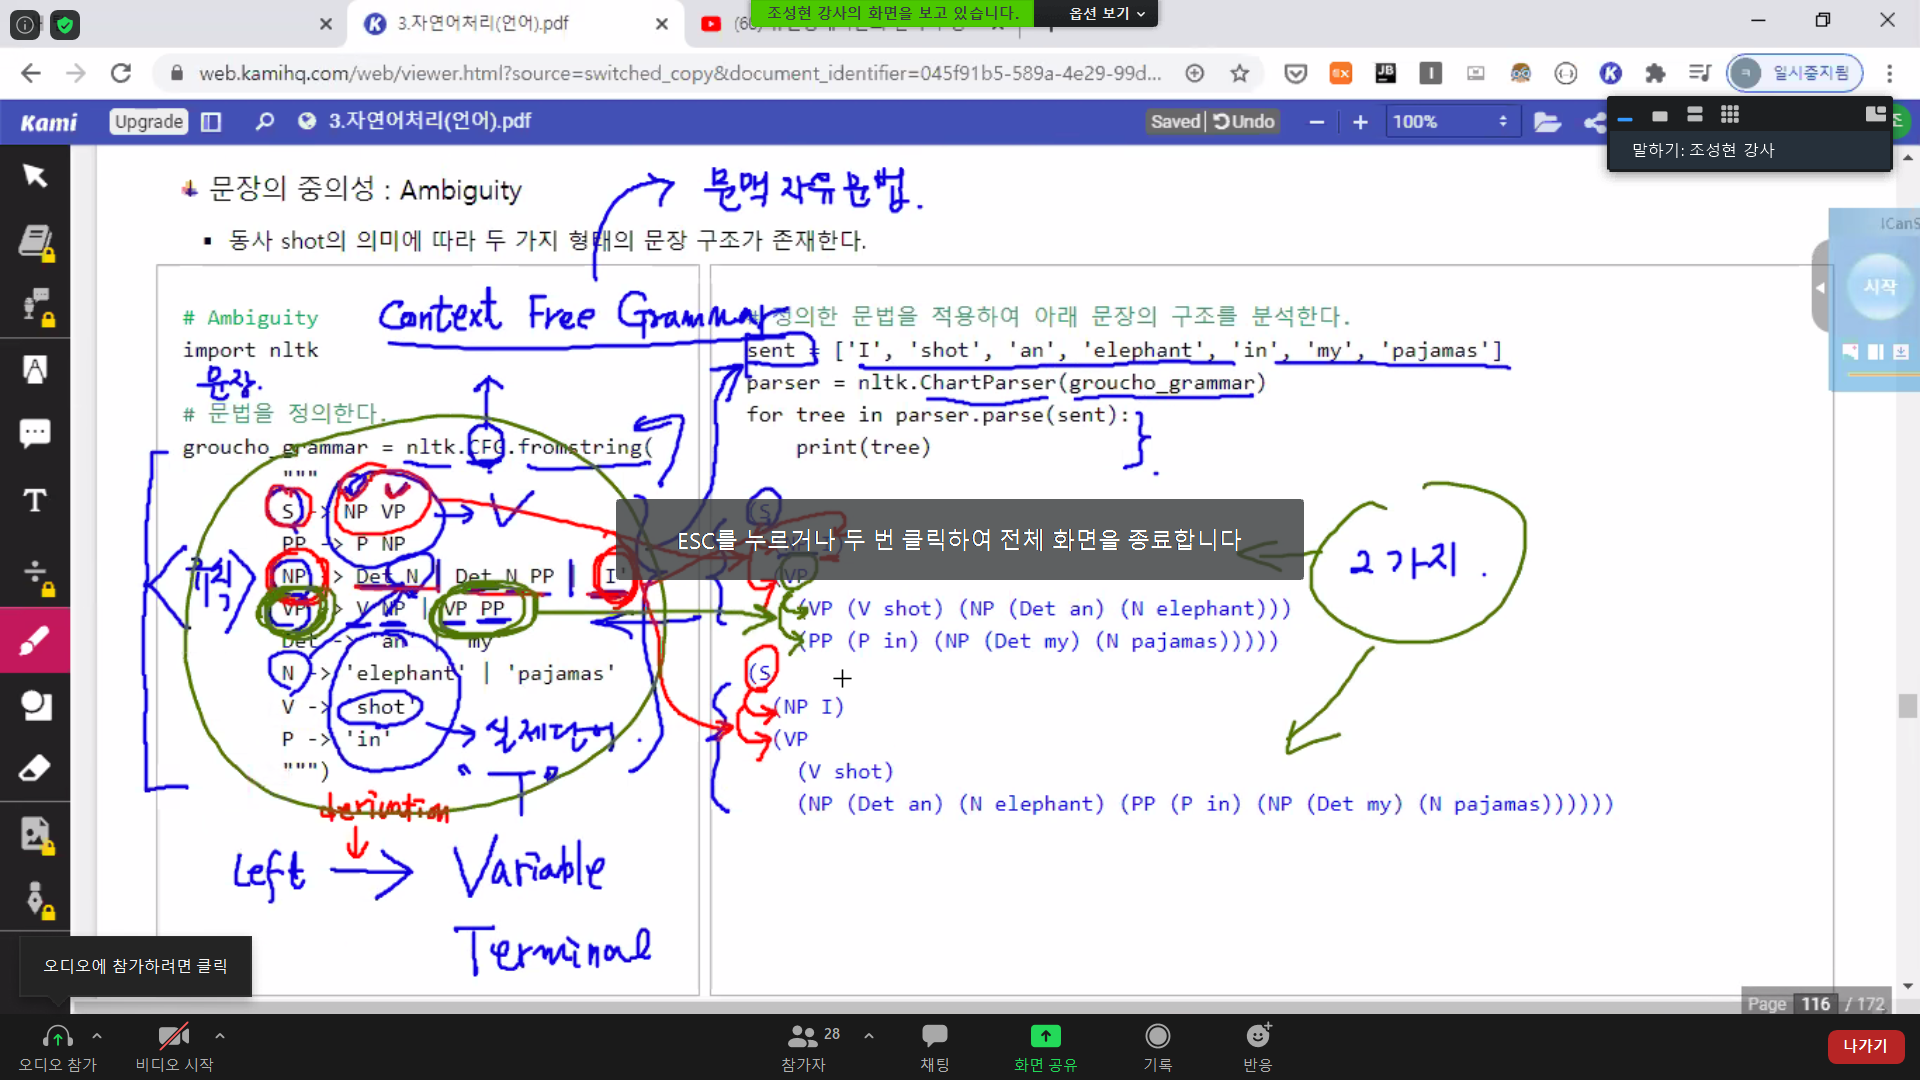 3.자연어처리(언어).pdf
조성현 강사의 화면을 보고 있습니다.
옵션 보기
web.kamihq.com/web/viewer.html?source=switched_copy&document_identifier=045f91b5-589a-4e29-99d...
일시중지됨
Kami
Upgrade
3.자연어처리(언어).pdf
Saved
Undo
100%
말하기: 조성현 강사
문장의 중의성 : Ambiguity
문맥 자유 문법.
동사 shot의 의미에 따라 두 가지 형태의 문장 구조가 존재한다.
시작
# Ambiguity
import nltk
문장.
# 문법을 정의한다.
groucho_grammar = nltk.CFG.fromstring(
"""
S -> NP VP
PP -> P NP
NP -> Det N | Det N PP | 'I'
VP -> V NP | VP PP
Det -> 'an' | 'my'
N -> 'elephant' | 'pajamas'
V -> 'shot'
P -> 'in'
""")
Context Free Grammar
V
실제단어.
"T"
derivation
Left → Variable
Terminal
# 정의한 문법을 적용하여 아래 문장의 구조를 분석한다.
sent = ['I', 'shot', 'an', 'elephant', 'in', 'my', 'pajamas']
parser = nltk.ChartParser(groucho_grammar)
for tree in parser.parse(sent):
print(tree)
(S
(VP
(VP (V shot) (NP (Det an) (N elephant)))
(PP (P in) (NP (Det my) (N pajamas)))))
(S
(NP I)
(VP
(V shot)
(NP (Det an) (N elephant) (PP (P in) (NP (Det my) (N pajamas))))))
2가지.
ESC를 누르거나 두 번 클릭하여 전체 화면을 종료합니다
오디오에 참가하려면 클릭
Page 116 / 172
오디오 참가
비디오 시작
28
참가자
채팅
화면 공유
기록
반응
나가기